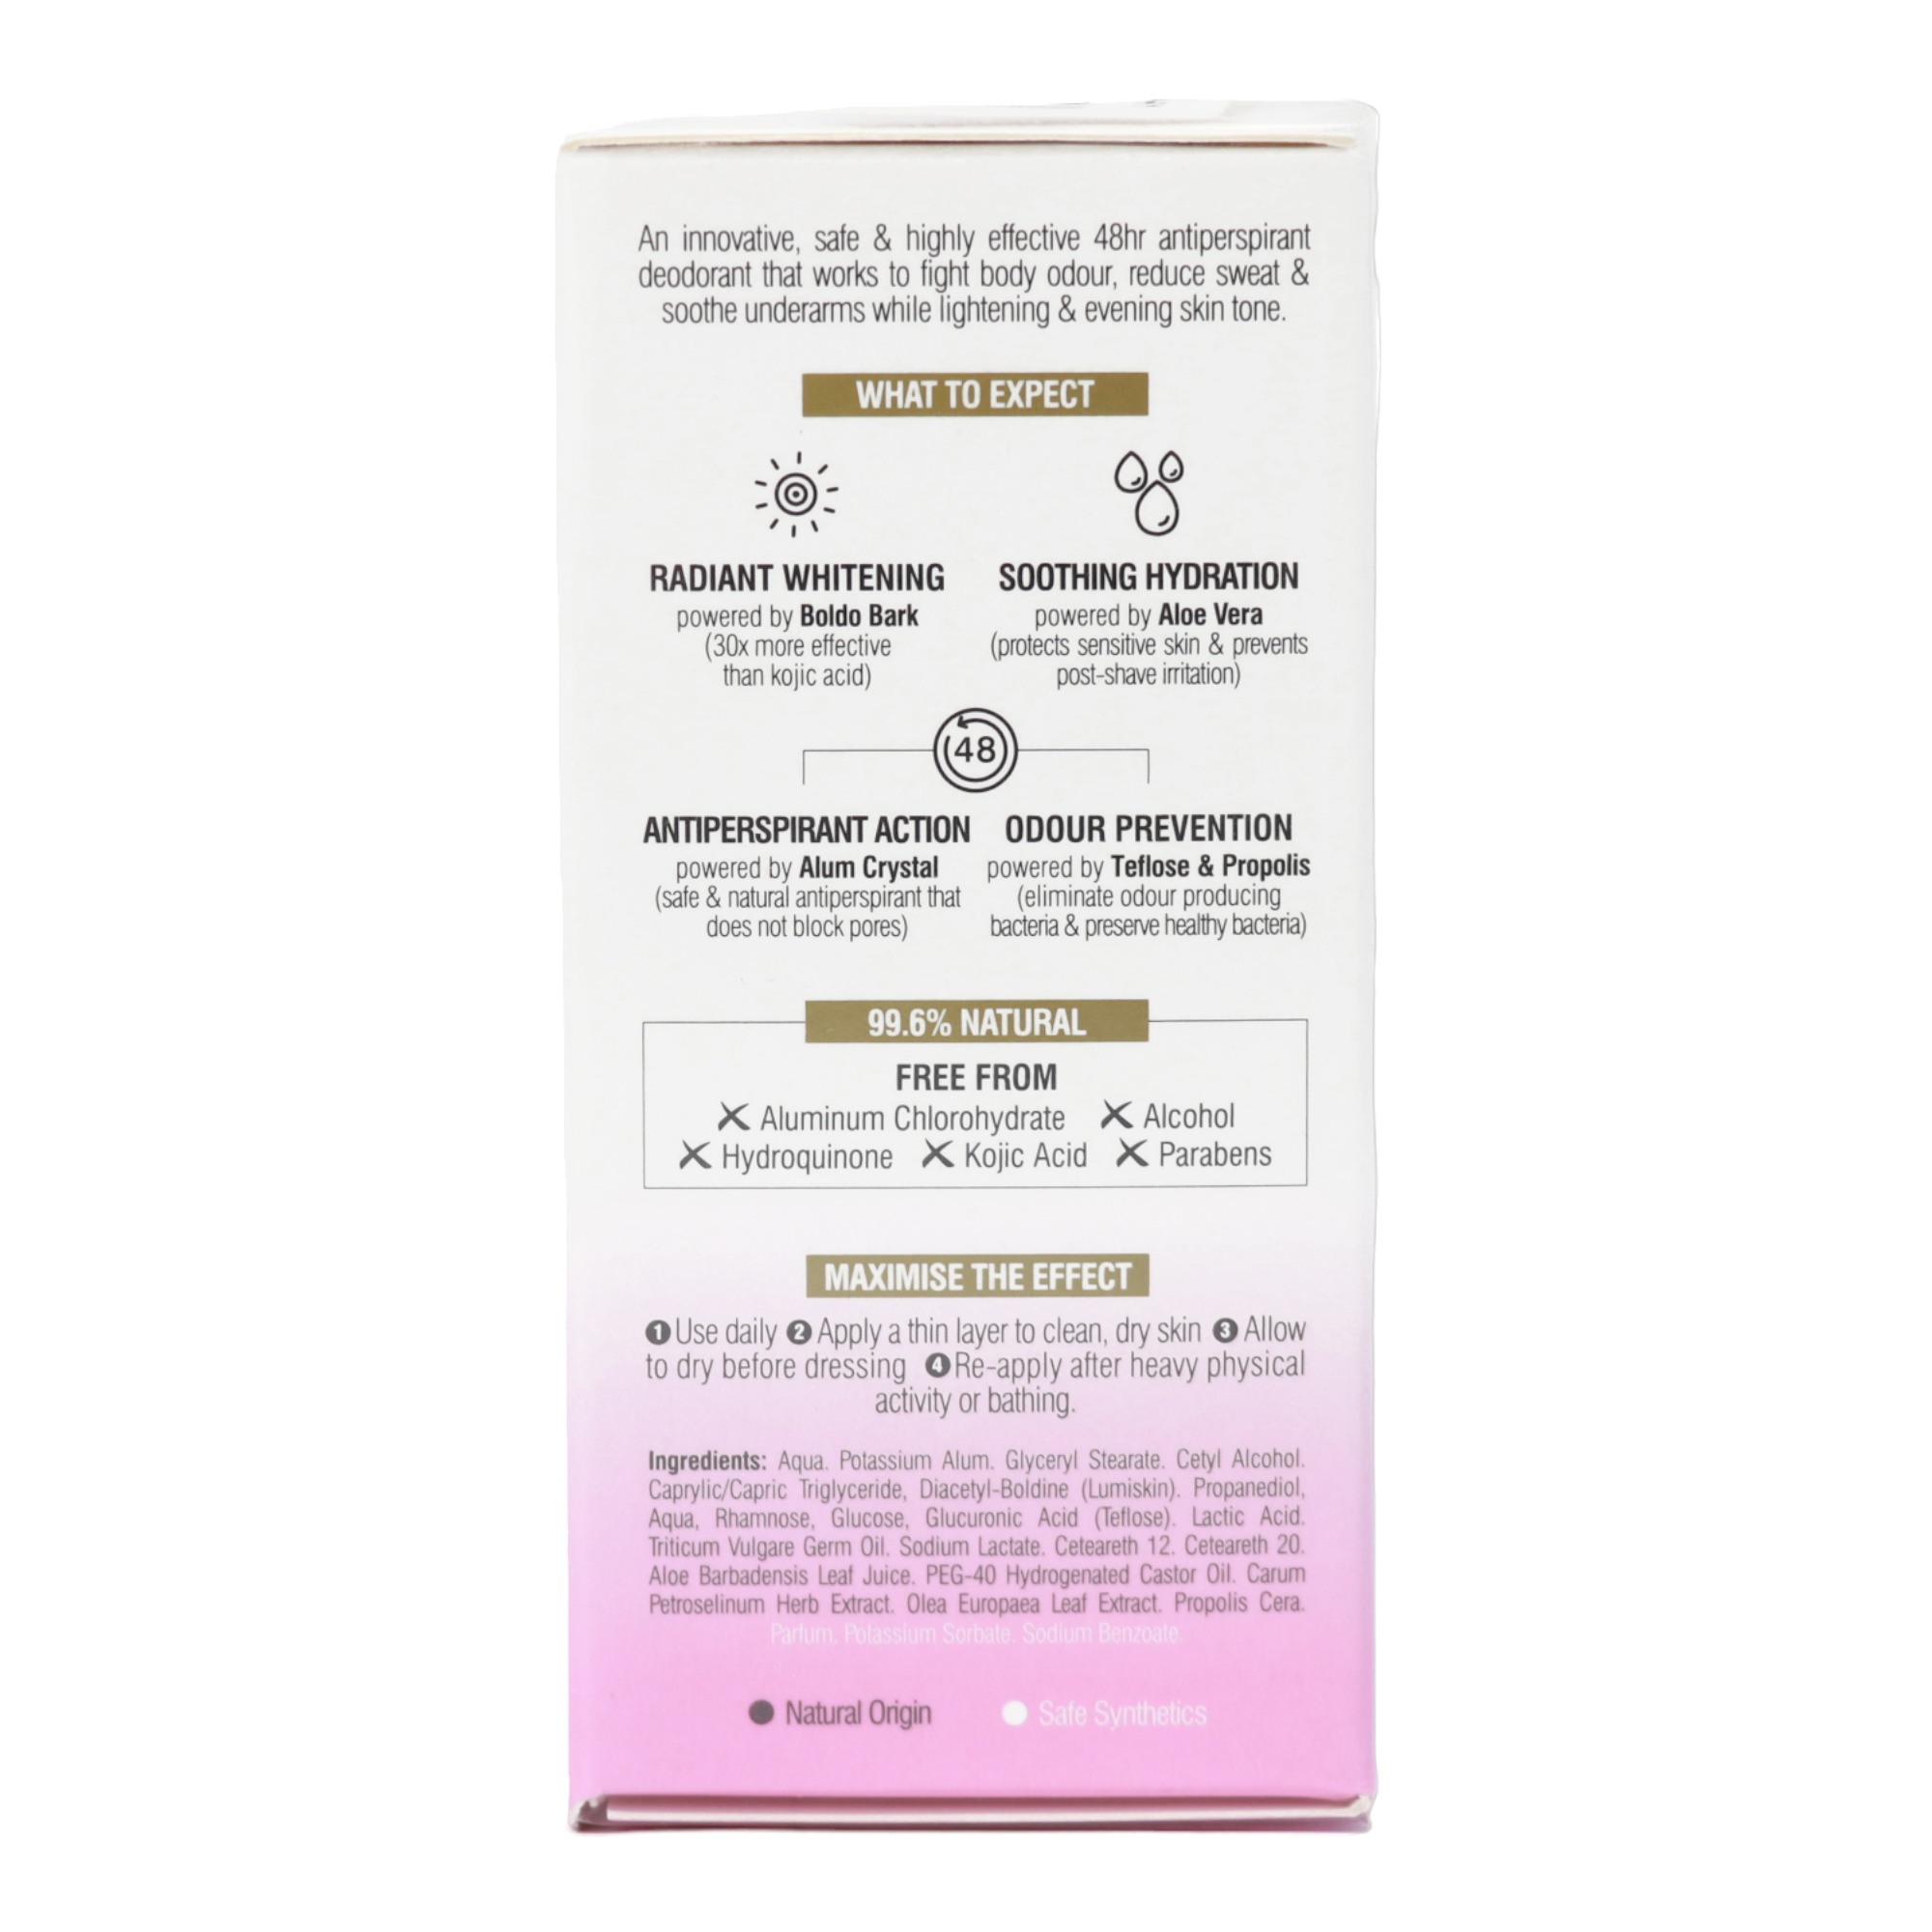 An innovative, safe & highly effective 48hr antiperspirant
deodorant that works to fight body odour, reduce sweat &
soothe underarms while lightening & evening skin tone.
WHAT TO EXPECT
RADIANT WHITENING
powered by Boldo Bark
(30x more effective
than kojic acid)
SOOTHING HYDRATION
powered by Aloe Vera
(protects sensitive skin & prevents
post-shave irritation)
48
ANTIPERSPIRANT ACTION
powered by Alum Crystal
(safe & natural antiperspirant that
does not block pores)
ODOUR PREVENTION
powered by Teflose & Propolis
(eliminate odour producing
bacteria & preserve healthy bacteria)
99.6% NATURAL
FREE FROM
Aluminum Chlorohydrate Alcohol
Hydroquinone Kojic Acid Parabens
MAXIMISE THE EFFECT
1 Use daily 2 Apply a thin layer to clean, dry skin 3 Allow
to dry before dressing 4 Re-apply after heavy physical
activity or bathing.
Ingredients: Aqua. Potassium Alum. Glyceryl Stearate. Cetyl Alcohol.
Caprylic/Capric Triglyceride, Diacetyl-Boldine (Lumiskin). Propanediol,
Aqua, Rhamnose, Glucose, Glucuronic Acid (Teflose). Lactic Acid.
Triticum Vulgare Germ Oil. Sodium Lactate. Ceteareth 12. Ceteareth 20.
Aloe Barbadensis Leaf Juice. PEG-40 Hydrogenated Castor Oil. Carum
Petroselinum Herb Extract. Olea Europaea Leaf Extract. Propolis Cera.
Parfum. Potassium Sorbate. Sodium Benzoate.
Natural Origin Safe Synthetics